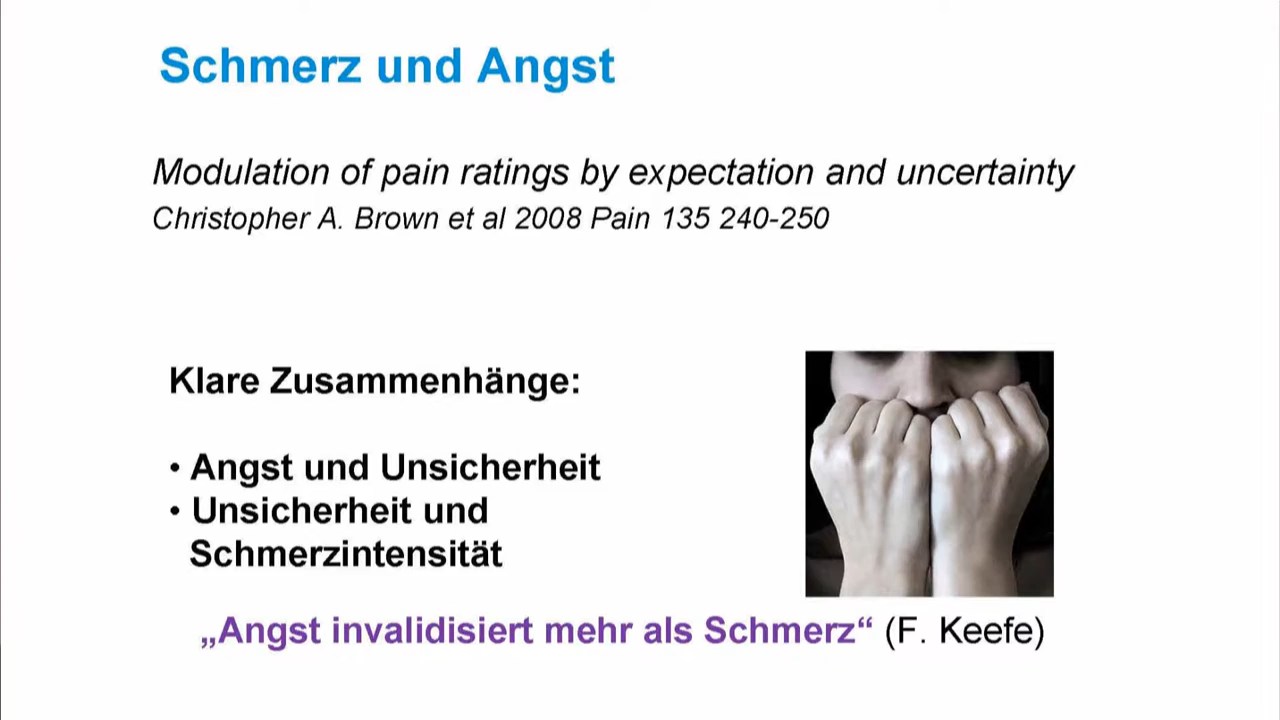 Schmerz und Angst
Modulation of pain ratings by expectation and uncertainty
Christopher A. Brown et al 2008 Pain 135 240-250
Klare Zusammenhänge:
• Angst und Unsicherheit
• Unsicherheit und
Schmerzintensität
„Angst invalidisiert mehr als Schmerz“ (F. Keefe)